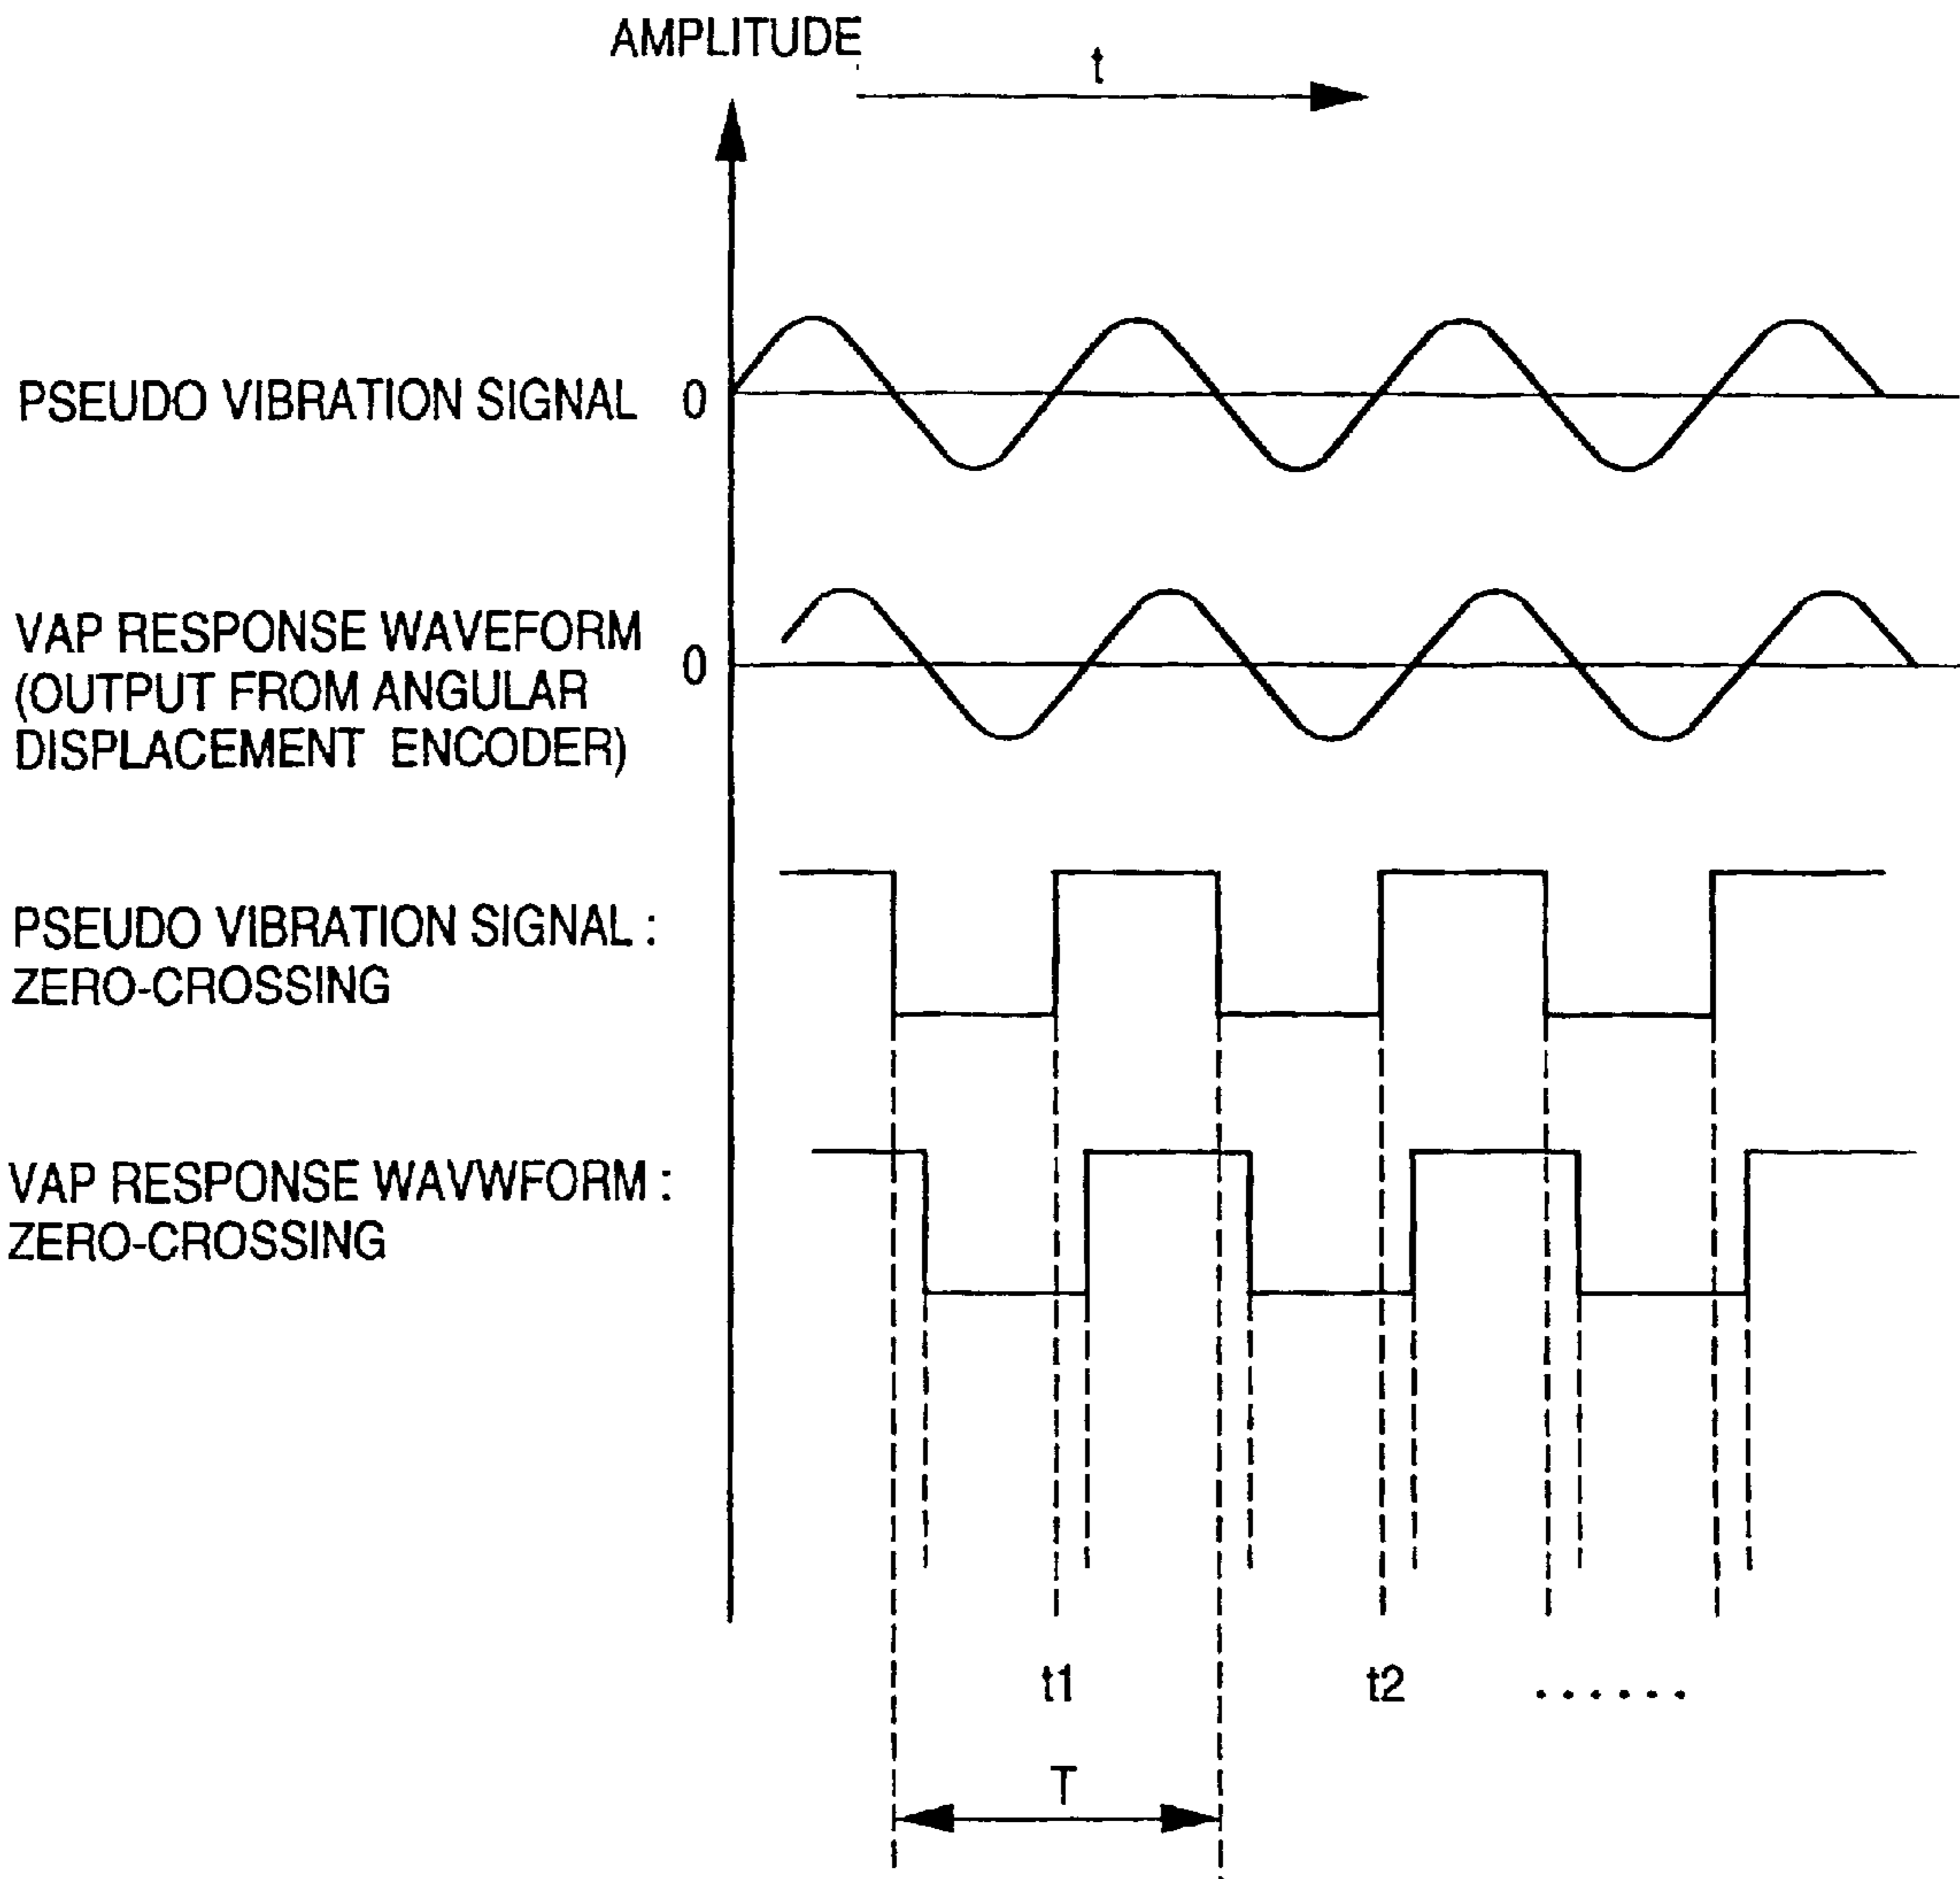 AMPLITUDE
t
PSEUDO VIBRATION SIGNAL 0
VAP RESPONSE WAVEFORM
(OUTPUT FROM ANGULAR
DISPLACEMENT ENCODER)
0
PSEUDO VIBRATION SIGNAL :
ZERO-CROSSING
VAP RESPONSE WAVWFORM :
ZERO-CROSSING
t1 t2 ......
T